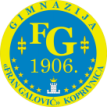 GIMNAZIJA
FG
1906.
«FRAN GALOVIĆ» KOPRIVNICA